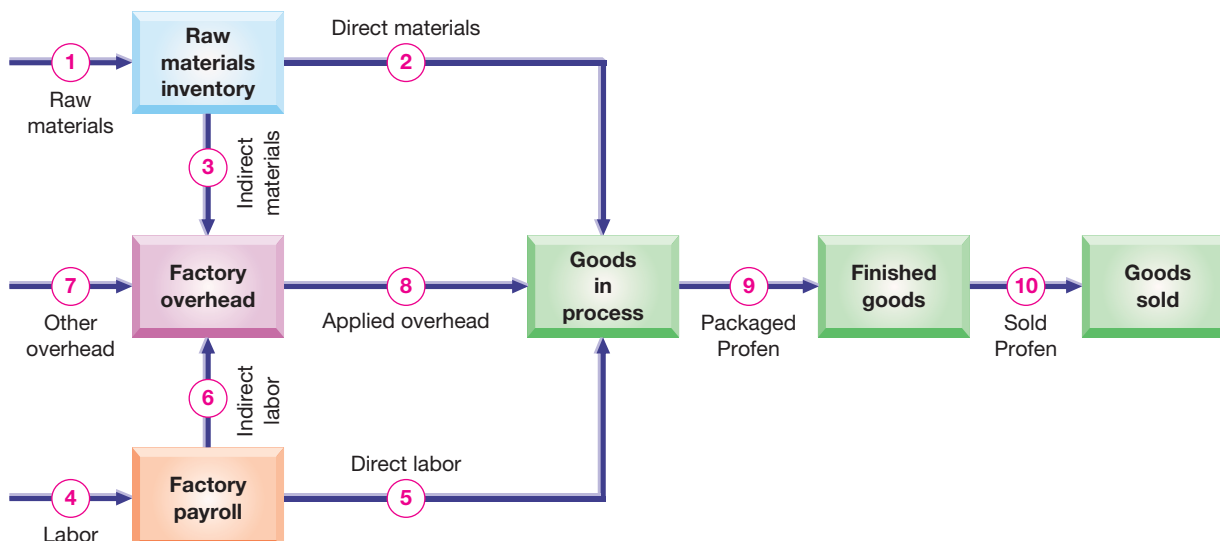 Raw
materials
inventory
Direct materials
1
2
Raw
materials
3
Indirect
materials
Factory
overhead
7
Other
overhead
8
Applied overhead
Goods
in
process
9
Packaged
Profen
Finished
goods
10
Sold
Profen
Goods
sold
6
Indirect
labor
Factory
payroll
4
Labor
Direct labor
5